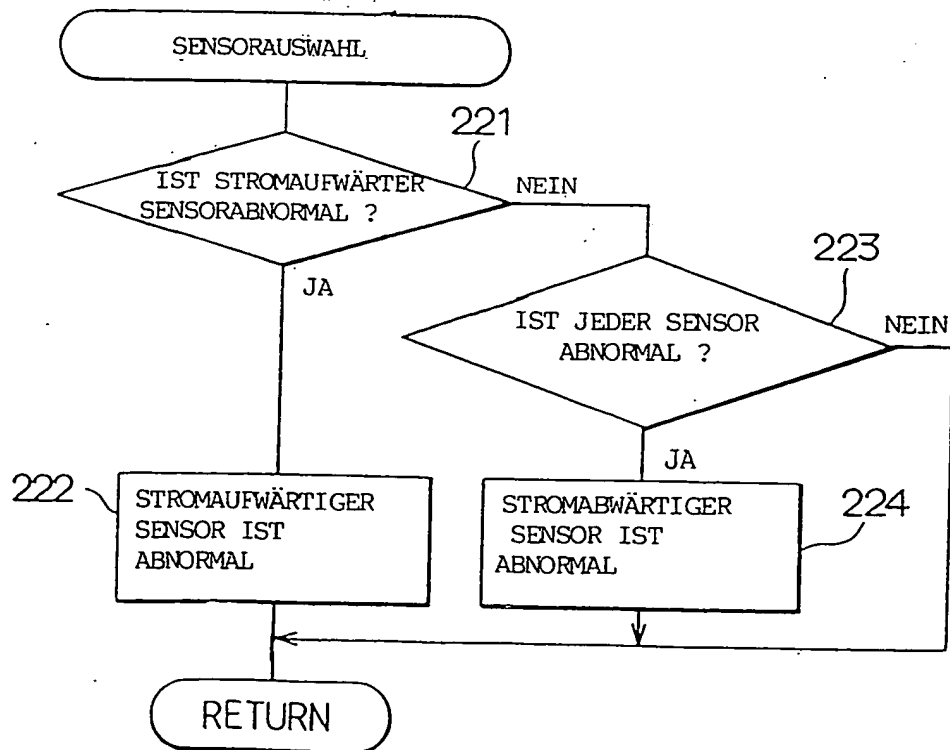 SENSORAUSWAHL
221
IST STROMAUFWÄRTER
SENSORABNORMAL ?
NEIN
JA
223
IST JEDER SENSOR
ABNORMAL ?
NEIN
JA
222
STROMAUFWÄRTIGER
SENSOR IST
ABNORMAL
STROMABWÄRTIGER
SENSOR IST
ABNORMAL
224
RETURN